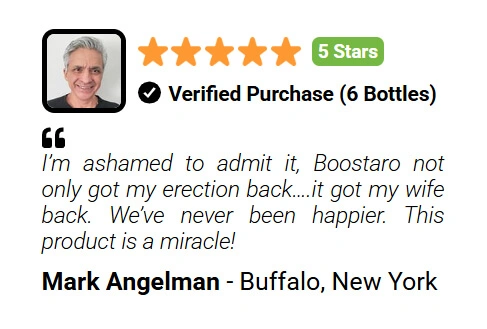 5 Stars
Verified Purchase (6 Bottles)
“
I’m ashamed to admit it, Boostaro not
only got my erection back....it got my wife
back. We’ve never been happier. This
product is a miracle!
Mark Angelman - Buffalo, New York